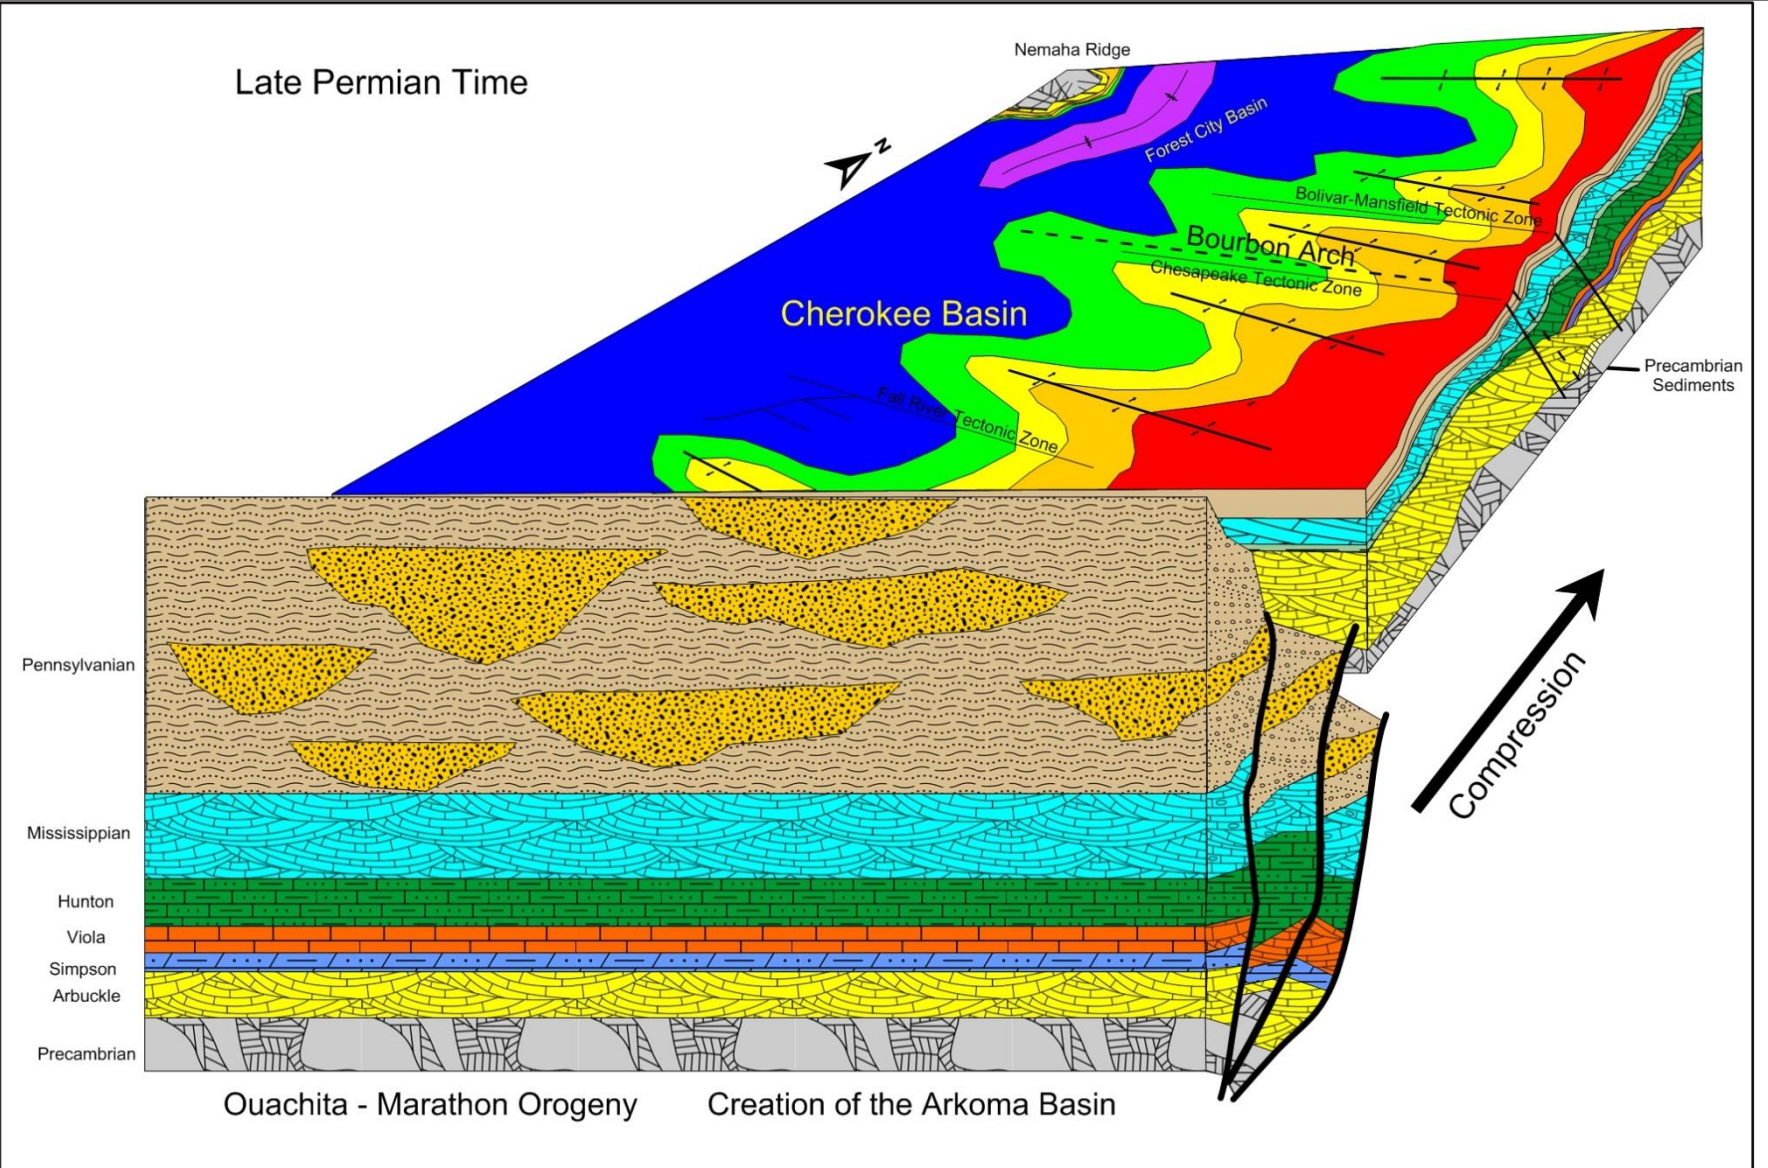 Late Permian Time
Nemaha Ridge
N
Forest City Basin
Bolivar-Mansfield Tectonic Zone
Bourbon Arch
Chesapeake Tectonic Zone
Cherokee Basin
Fall River Tectonic Zone
Precambrian
Sediments
Compression
Pennsylvanian
Mississippian
Hunton
Viola
Simpson
Arbuckle
Precambrian
Ouachita - Marathon Orogeny
Creation of the Arkoma Basin